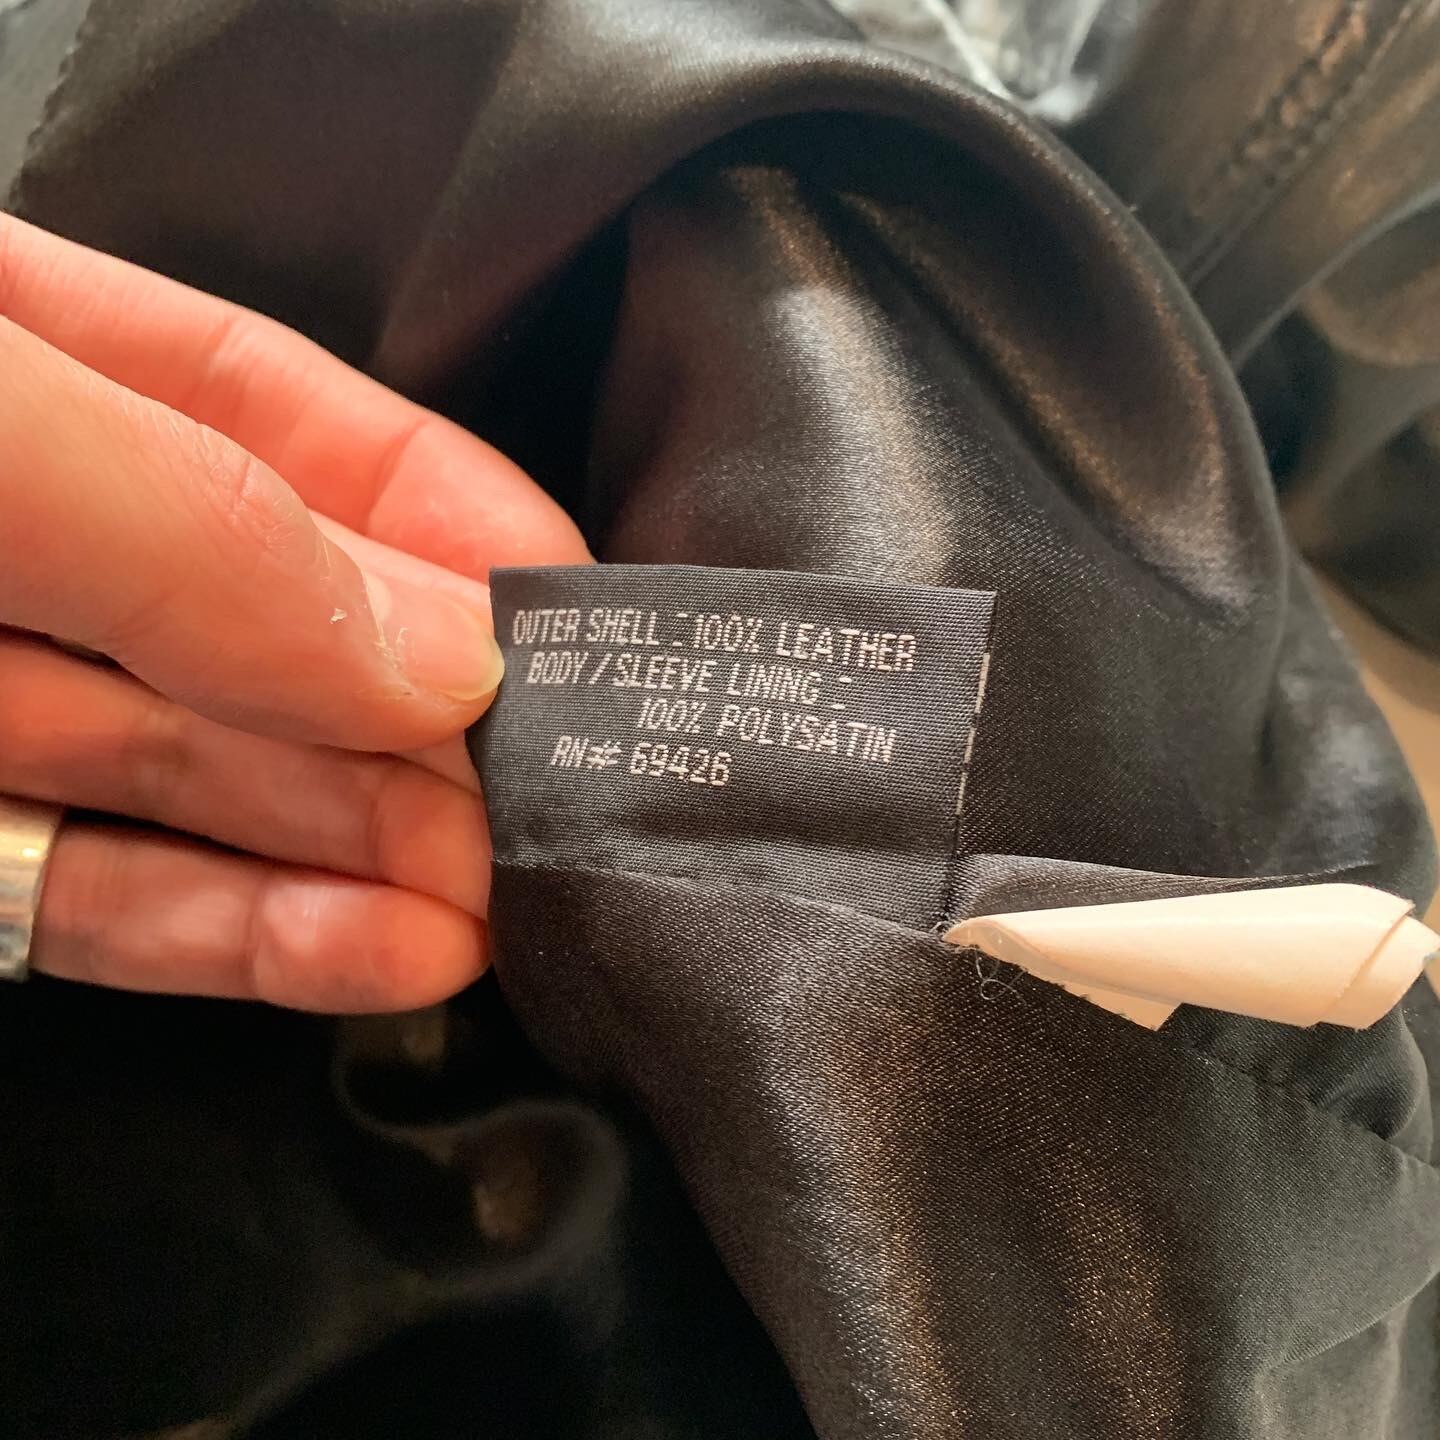 OUTER SHELL - 100% LEATHER
BODY / SLEEVE LINING -
100% POLYSATIN
RN# 69426